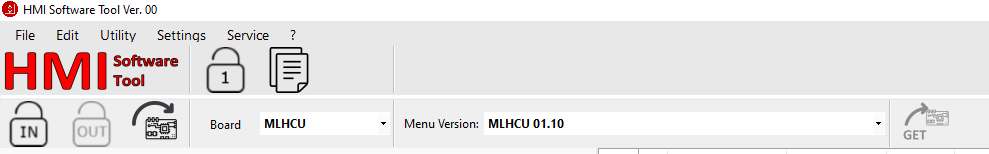 HMI Software Tool Ver. 00
File Edit Utility Settings Service ?
HMI Software Tool
1
IN OUT Board MLHCU Menu Version: MLHCU 01.10 GET